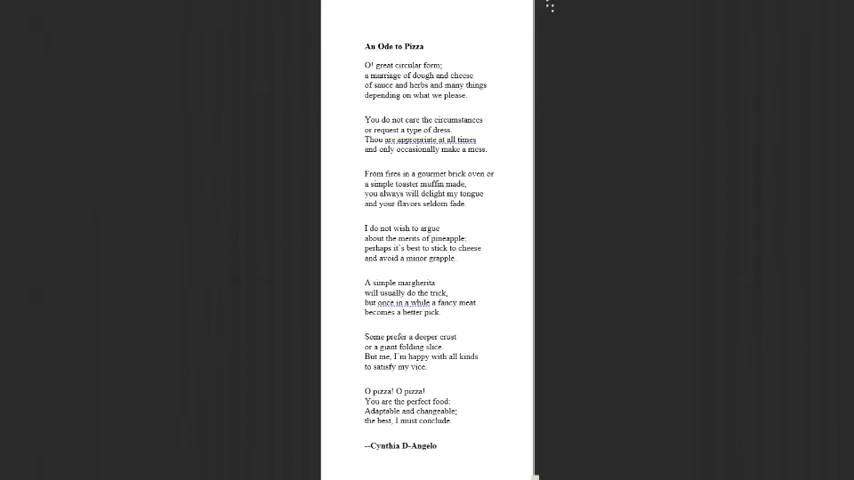 An Ode to Pizza
O! great circular form;
a marriage of dough and cheese
of sauce and herbs and many things
depending on what we please.
You do not care the circumstances
or request a type of dress.
Thou are appropriate at all times
and only occasionally make a mess.
From fires in a gourmet brick oven or
a simple toaster muffin made,
you always will delight my tongue
and your flavors seldom fade.
I do not wish to argue
about the merits of pineapple;
perhaps it's best to stick to cheese
and avoid a minor grapple.
A simple margherita
will usually do the trick,
but once in a while a fancy meat
becomes a better pick.
Some prefer a deeper crust
or a giant folding slice.
But me, I'm happy with all kinds
to satisfy my vice.
O pizza! O pizza!
You are the perfect food:
Adaptable and changeable;
the best, I must conclude.
--Cynthia D-Angelo